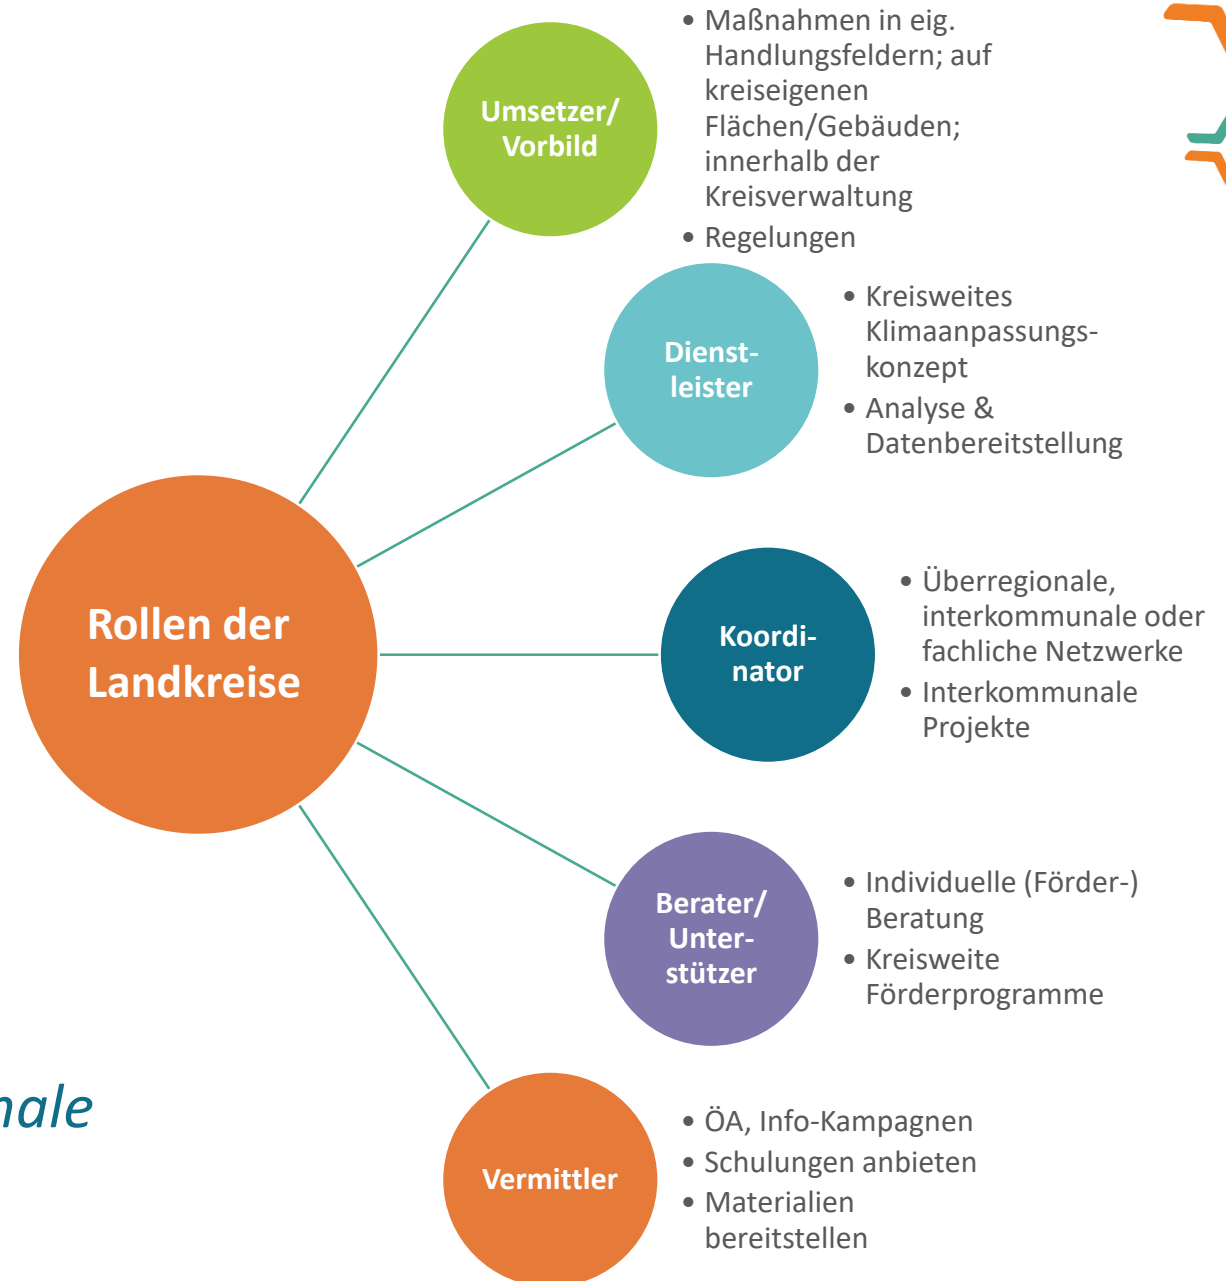 • Maßnahmen in eig.
Handlungsfeldern; auf
kreiseigenen
Flächen/Gebäuden;
innerhalb der
Kreisverwaltung
• Regelungen
Umsetzer/
Vorbild
• Kreisweites
Klimaanpassungs-
konzept
• Analyse &
Datenbereitstellung
Dienst-
leister
Rollen der
Landkreise
Koordi-
nator
• Überregionale,
interkommunale oder
fachliche Netzwerke
• Interkommunale
Projekte
Berater/
Unter-
stützer
• Individuelle (Förder-)
Beratung
• Kreisweite
Förderprogramme
Vermittler
• ÖA, Info-Kampagnen
• Schulungen anbieten
• Materialien
bereitstellen